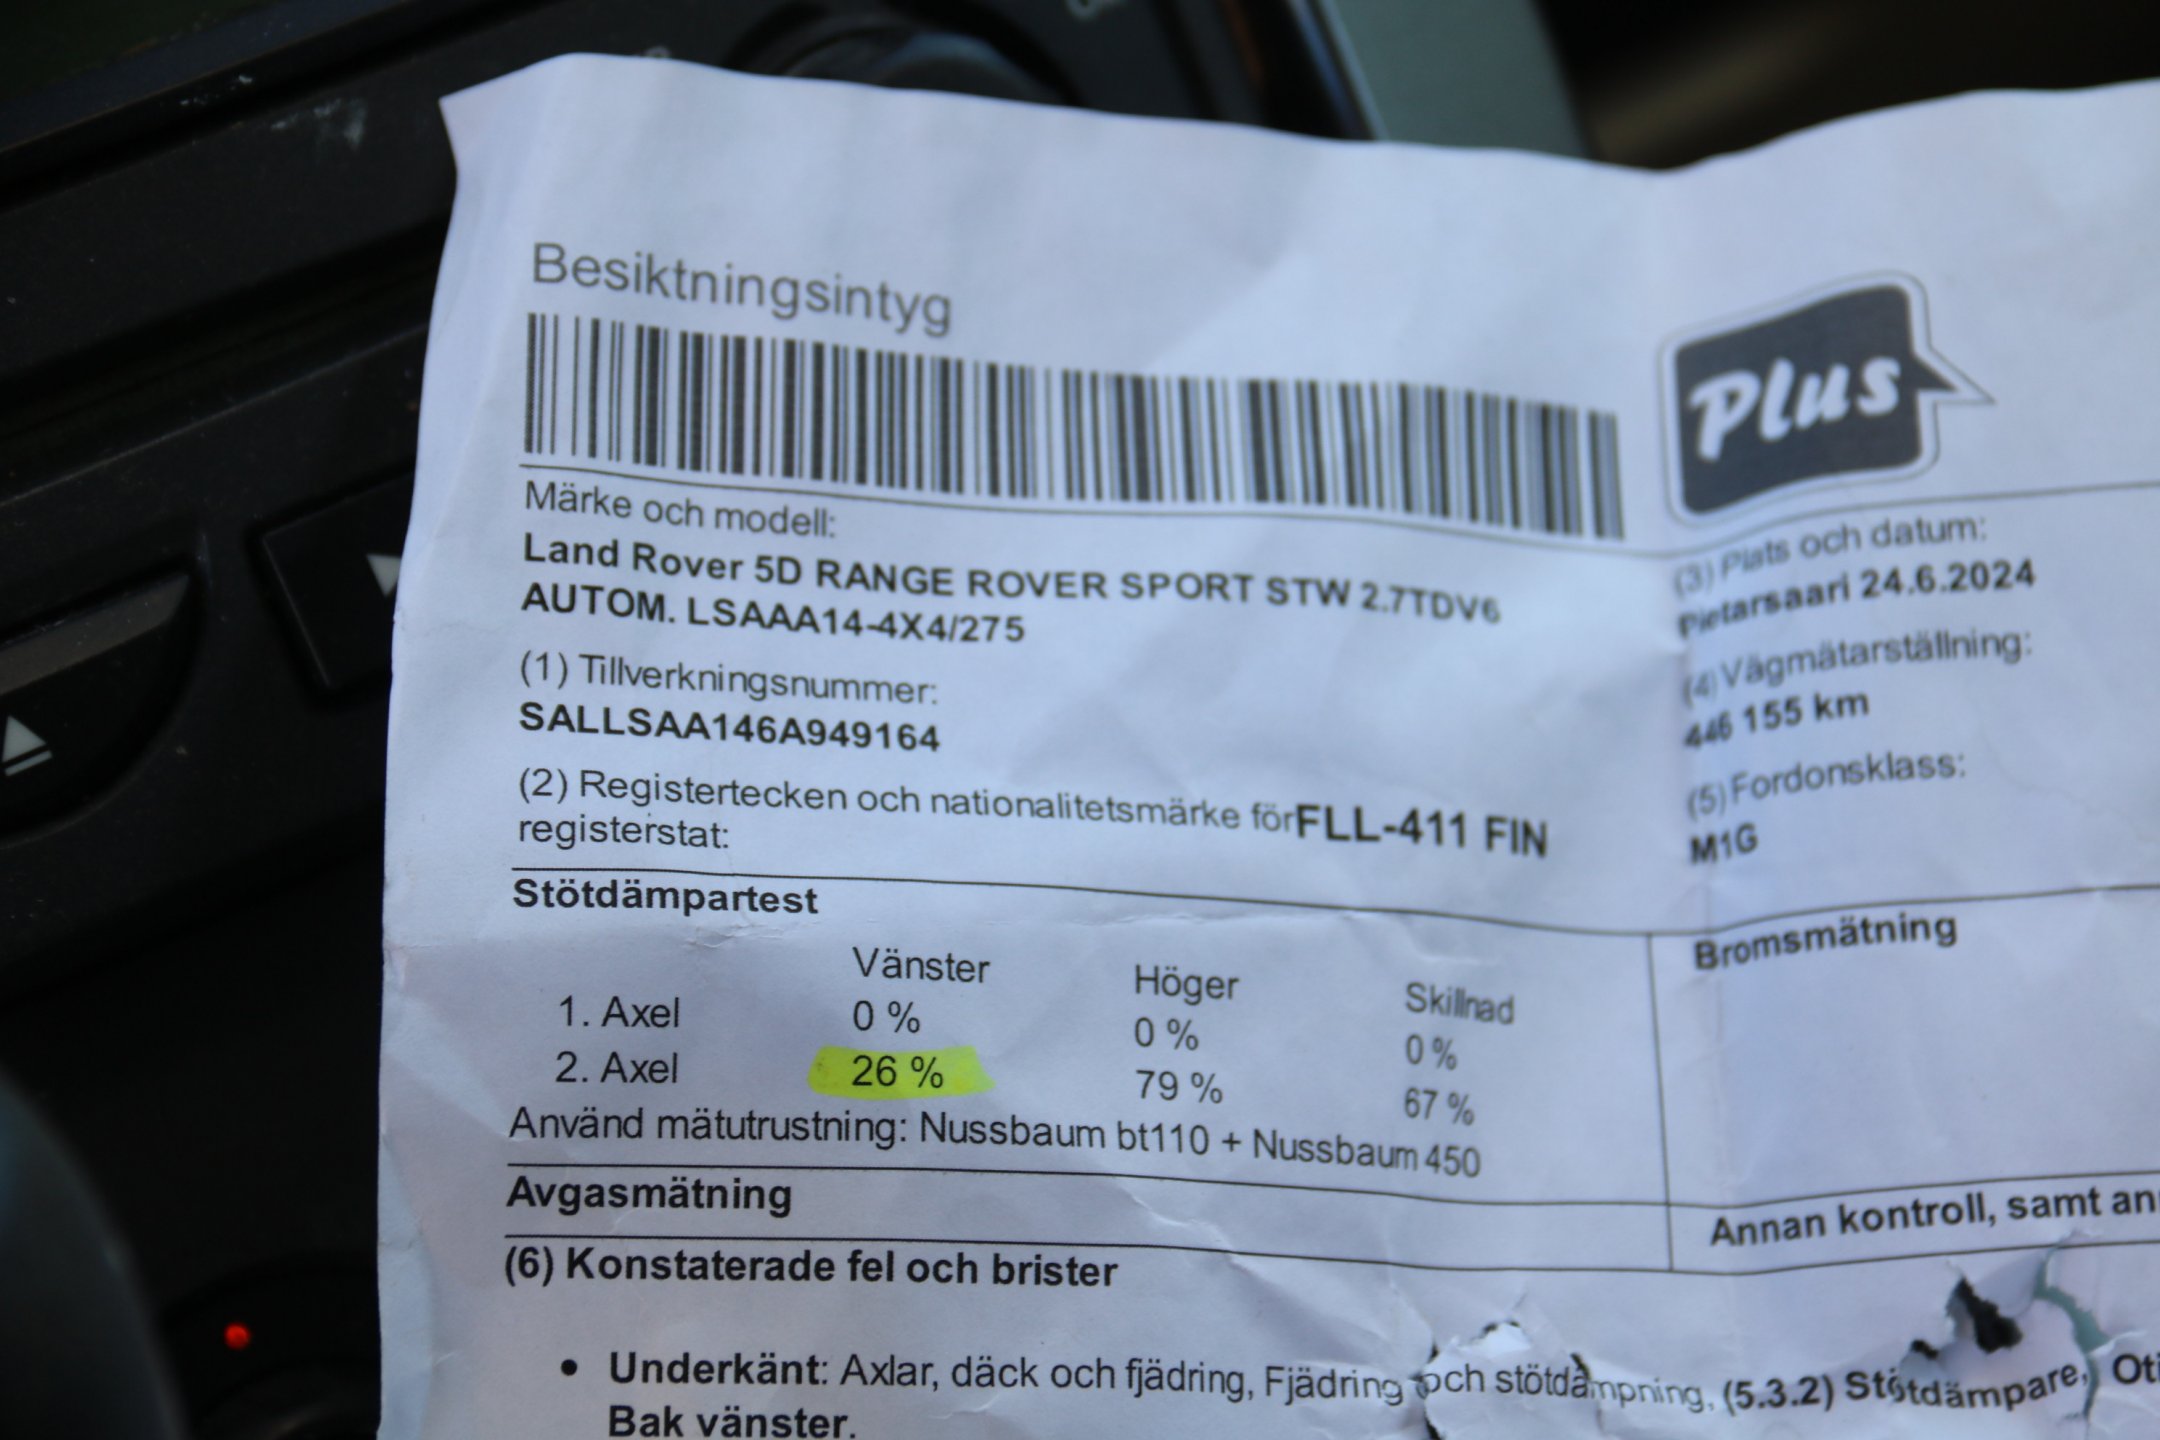 Besiktningsintyg
Plus
Märke och modell:
Land Rover 5D RANGE ROVER SPORT STW 2.7TDV6
AUTOM. LSAAA14-4X4/275
(1) Tillverkningsnummer:
SALLSAA146A949164
(2) Registertecken och nationalitetsmärke förFLL-411 FIN
registerstat:
(3) Plats och datum:
Pietarsaari 24.6.2024
(4) Vägmätarställning:
446 155 km
(5) Fordonsklass:
M1G
Stötdämpartest
Vänster Höger Skillnad
1. Axel 0 % 0 % 0 %
2. Axel 26 % 79 % 67 %
Använd mätutrustning: Nussbaum bt110 + Nussbaum 450
Bromsmätning
Avgasmätning
Annan kontroll, samt
(6) Konstaterade fel och brister
• Underkänt: Axlar, däck och fjädring, Fjädring och stötdämpning, (5.3.2) Stötdämpare,
Bak vänster.